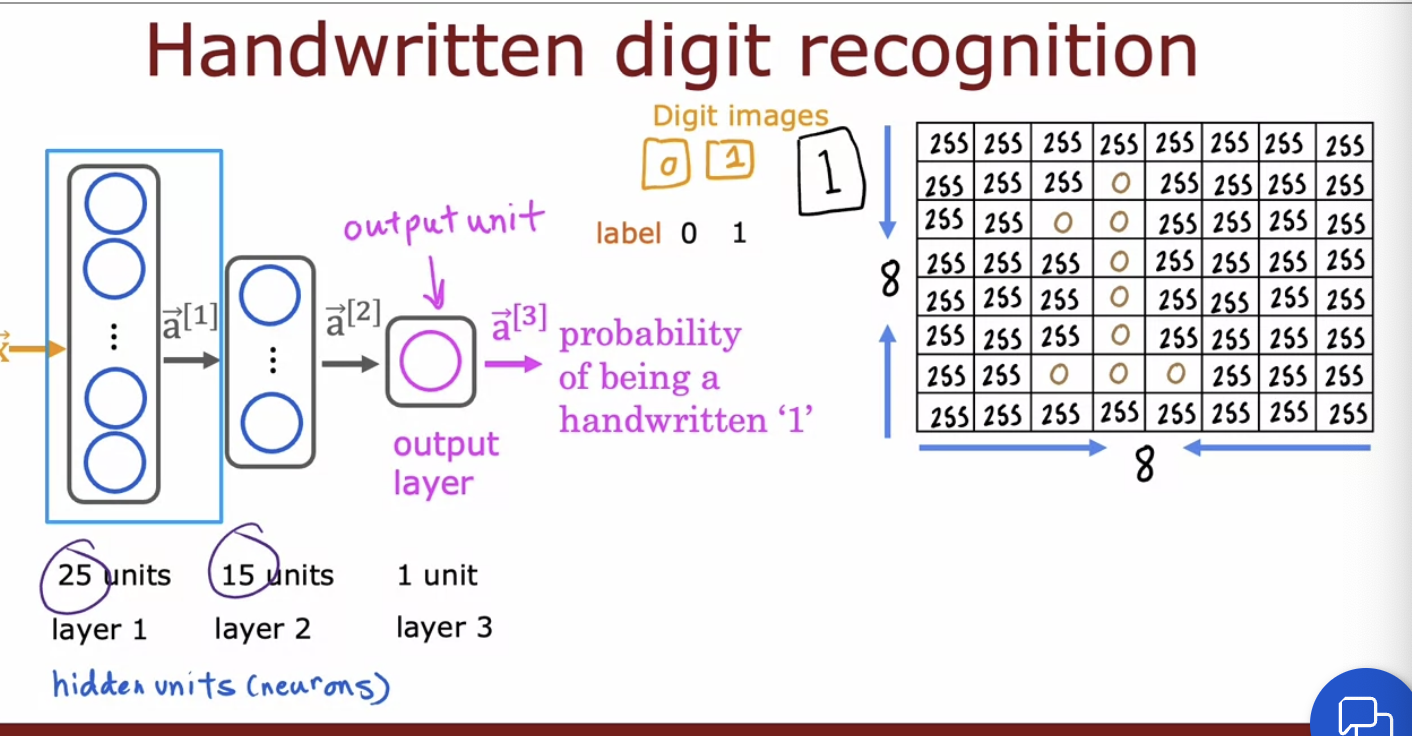 Handwritten digit recognition
Digit images
0 1
1
label 0 1
output unit
x⃗
a⃗[1]
a⃗[2]
a⃗[3]
probability
of being a
handwritten ‘1’
output
layer
25 units 15 units 1 unit
layer 1 layer 2 layer 3
hidden units (neurons)
255 255 255 255 255 255 255 255
255 255 255 0 255 255 255 255
255 255 0 0 255 255 255 255
255 255 255 0 255 255 255 255
255 255 255 0 255 255 255 255
255 255 255 0 255 255 255 255
255 255 0 0 0 255 255 255
255 255 255 255 255 255 255 255
8
8